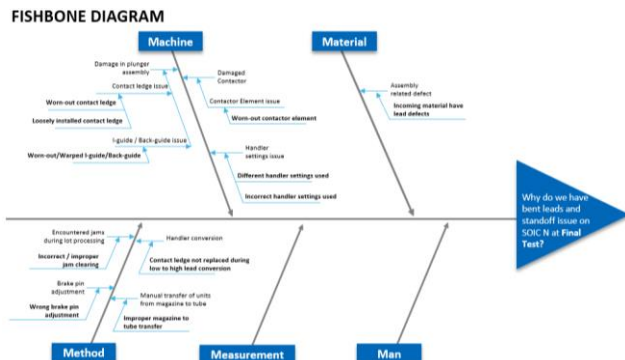 FISHBONE DIAGRAM
Machine
Material
Damage in plunger
assembly
Contact ledge issue
Worn-out contact ledge
Loosely installed contact ledge
I-guide / Back-guide issue
Worn-out/Warped I-guide/Back-guide
Damaged
Contactor
Contactor Element issue
Worn-out contactor element
Handler
settings issue
Different handler settings used
Incorrect handler settings used
Assembly
related defect
Incoming material have
lead defects
Why do we have
bent leads and
standoff issue on
SOIC N at Final
Test?
Encountered jams
during lot processing
Incorrect / improper
jam clearing
Brake pin
adjustment
Wrong brake pin
adjustment
Handler conversion
Contact ledge not replaced during
low to high lead conversion
Manual transfer of units
from magazine to tube
Improper magazine to
tube transfer
Method
Measurement
Man